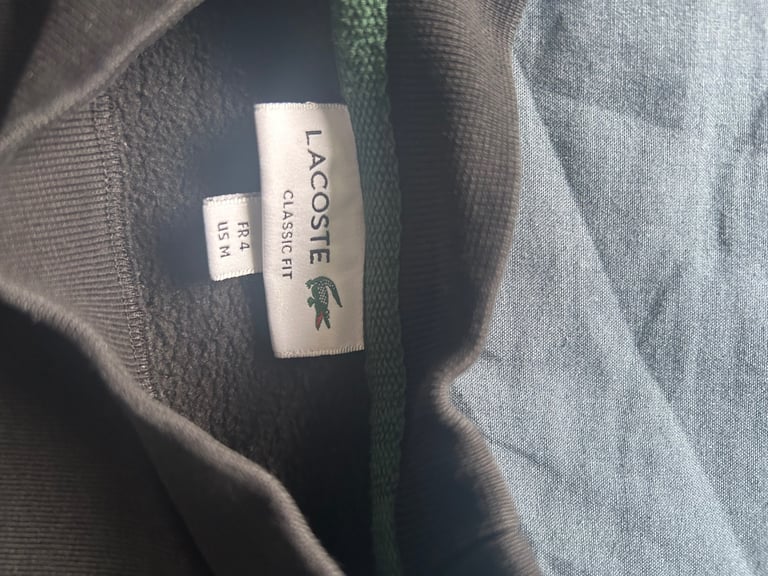 LACOSTE
CLASSIC FIT
FR 4
US M